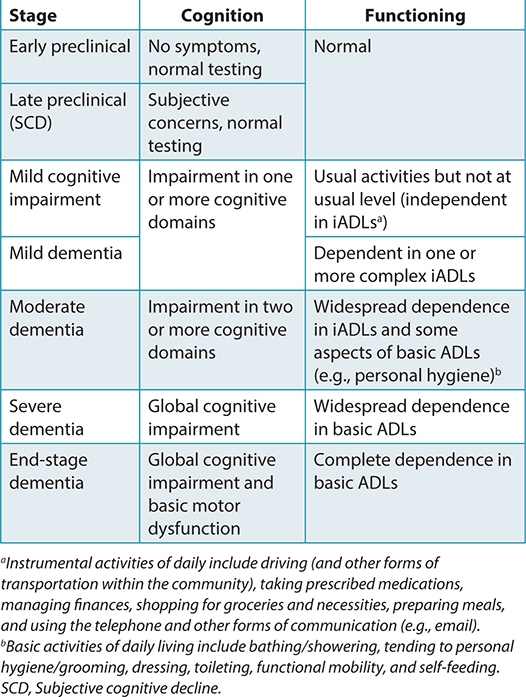 Stage Cognition Functioning
Early preclinical No symptoms, Normal
normal testing
Late preclinical Subjective
(SCD) concerns, normal
testing
Mild cognitive Impairment in one Usual activities but not at
impairment or more cognitive usual level (independent
domains in iADLsa)
Mild dementia Dependent in one or
more complex iADLs
Moderate Impairment in two Widespread dependence
dementia or more cognitive in iADLs and some
domains aspects of basic ADLs
(e.g., personal hygiene)b
Severe Global cognitive Widespread dependence
dementia impairment in basic ADLs
End-stage Global cognitive Complete dependence in
dementia impairment and basic ADLs
basic motor
dysfunction
aInstrumental activities of daily include driving (and other forms of
transportation within the community), taking prescribed medications,
managing finances, shopping for groceries and necessities, preparing meals,
and using the telephone and other forms of communication (e.g., email).
bBasic activities of daily living include bathing/showering, tending to personal
hygiene/grooming, dressing, toileting, functional mobility, and self-feeding.
SCD, Subjective cognitive decline.